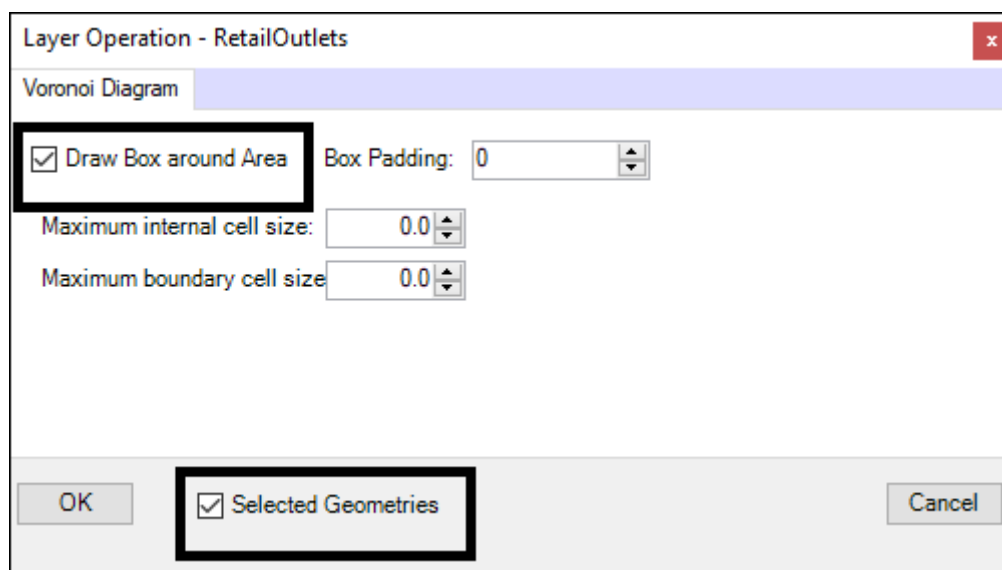 Layer Operation - RetailOutlets
x
Voronoi Diagram
Draw Box around Area Box Padding: 0
Maximum internal cell size: 0.0
Maximum boundary cell size 0.0
OK Selected Geometries Cancel